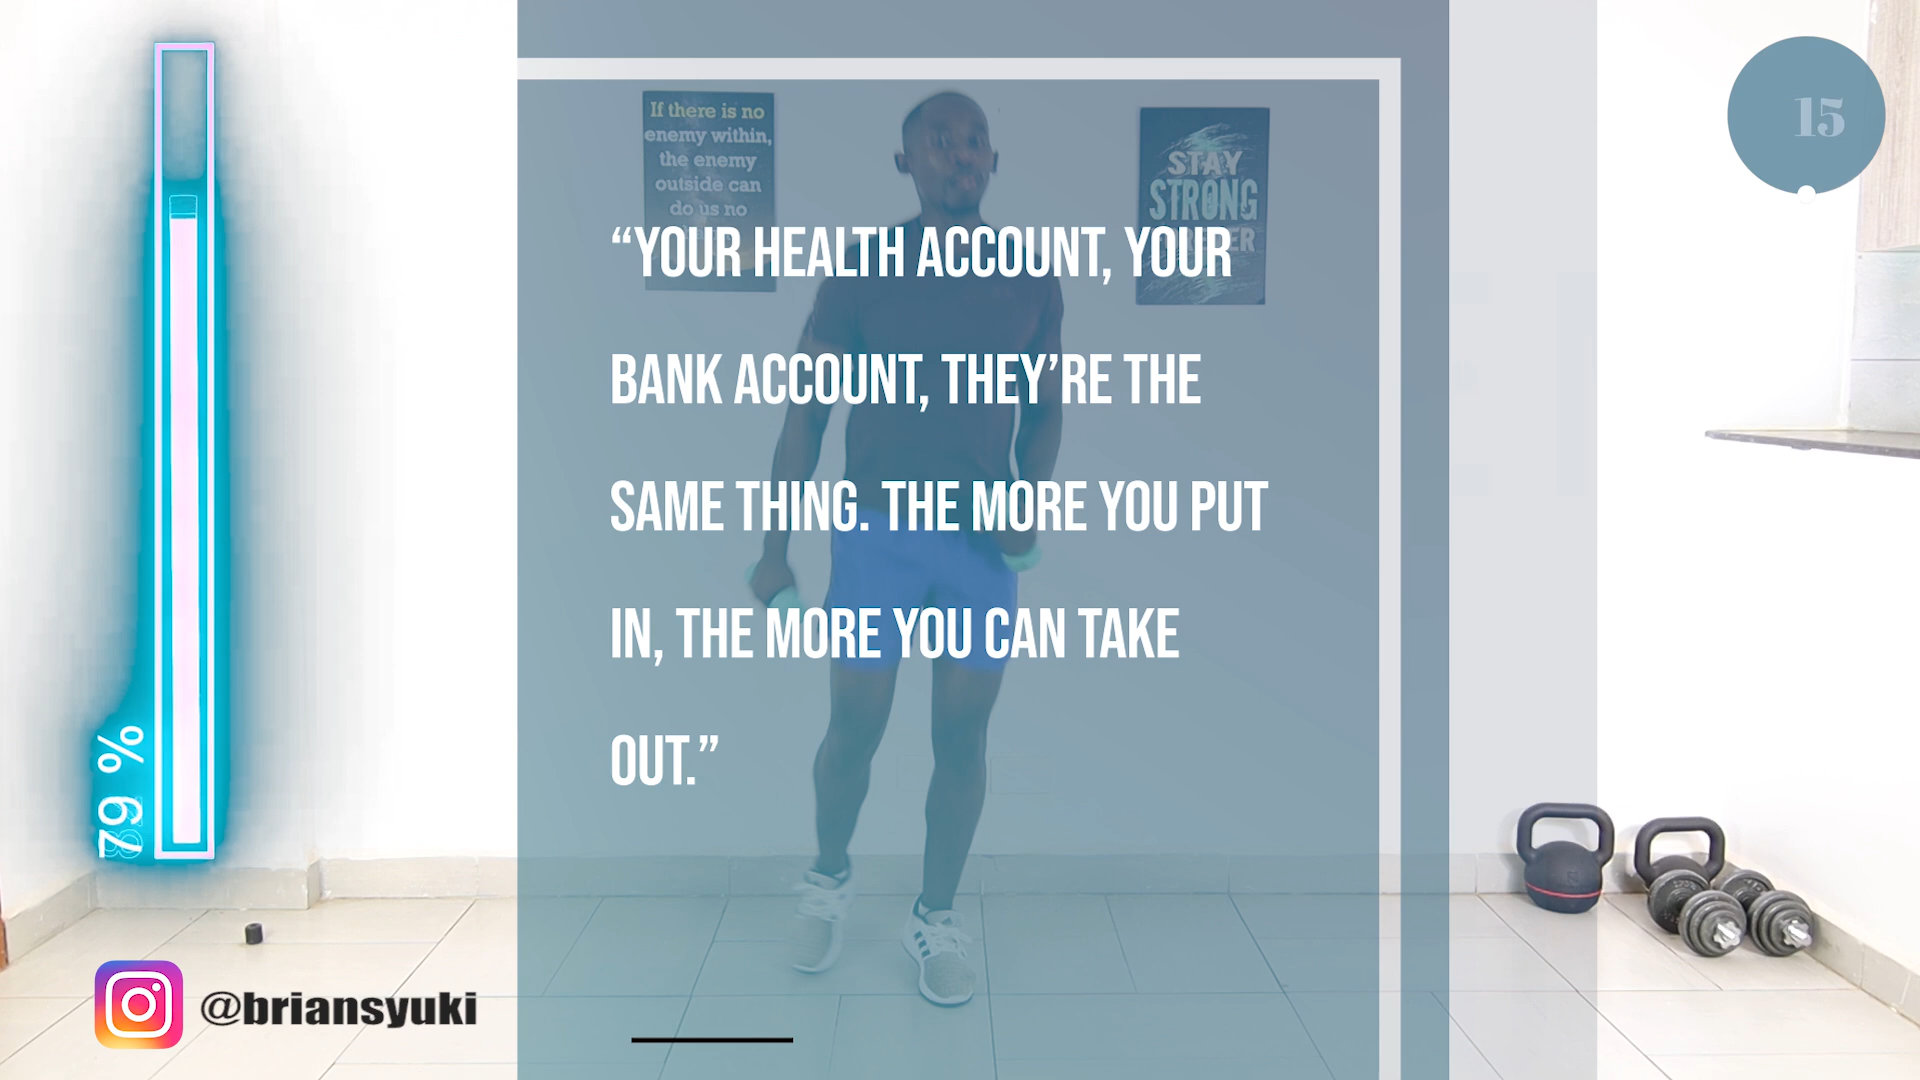 If there is no
enemy within,
the enemy
outside can
do us no
STAY
STRONG
15
“YOUR HEALTH ACCOUNT, YOUR
BANK ACCOUNT, THEY’RE THE
SAME THING. THE MORE YOU PUT
IN, THE MORE YOU CAN TAKE
OUT.”
79 %
@briansyuki